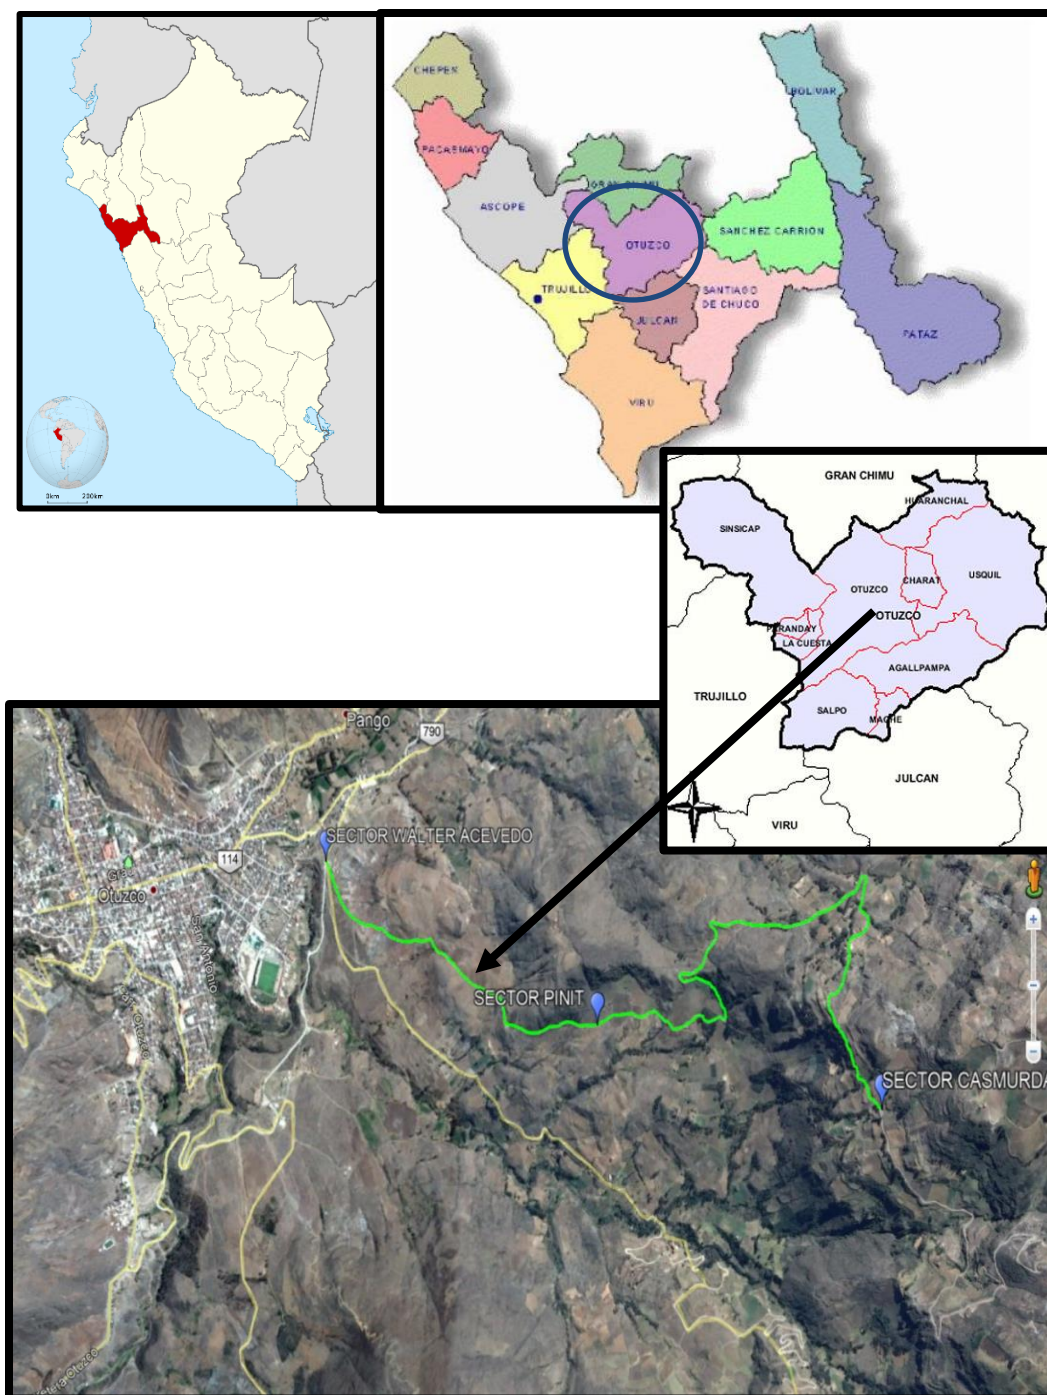 0km 200km
CHEPEN
BOLIVAR
PACASMAYO
ASCOPE
OTUZCO
SANCHEZ CARRION
TRUJILLO
SANTIAGO
DE CHUCO
JULCAN
PATAZ
VIRU
GRAN CHIMU
HUARANCHAL
SINSICAP
USQUIL
CHARAT
OTUZCO
OTUZCO
PARANDAY
LA CUESTA
AGALLPAMPA
TRUJILLO
SALPO
MACHE
JULCAN
VIRU
Pango
790
SECTOR WALTER ACEVEDO
114
Otuzco
San Antonio
SECTOR PINIT
SECTOR CASMURDA